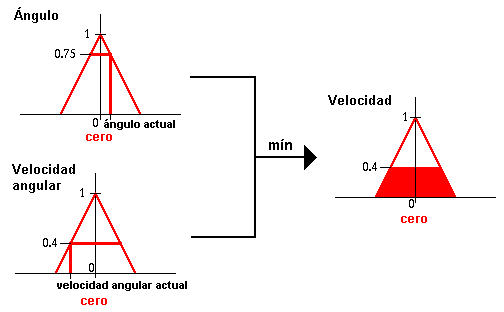 Ángulo
1
0.75
0
ángulo actual
cero
Velocidad
angular
1
0.4
0
velocidad angular actual
cero
mín
Velocidad
1
0.4
0
cero